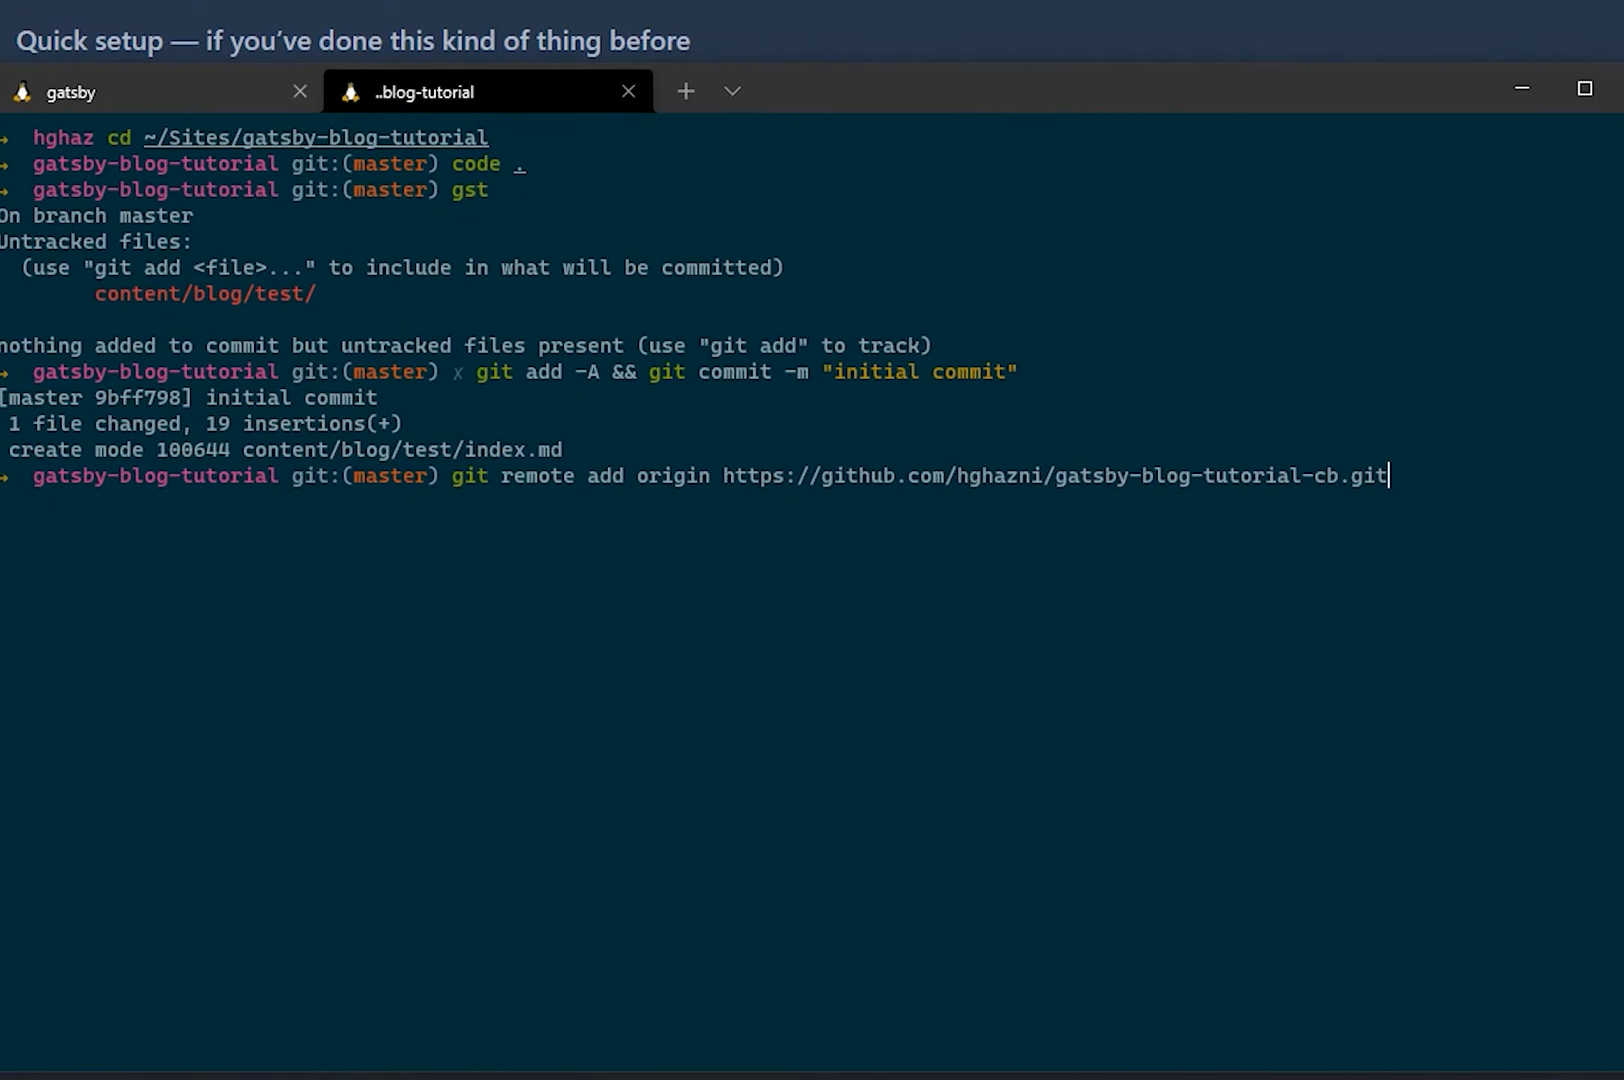 Quick setup — if you’ve done this kind of thing before
gatsby
..blog-tutorial
→ hghaz cd ~/Sites/gatsby-blog-tutorial
→ gatsby-blog-tutorial git:(master) code .
→ gatsby-blog-tutorial git:(master) gst
On branch master
Untracked files:
(use "git add <file>..." to include in what will be committed)
content/blog/test/
nothing added to commit but untracked files present (use "git add" to track)
→ gatsby-blog-tutorial git:(master) ✗ git add -A && git commit -m "initial commit"
[master 9bff798] initial commit
1 file changed, 19 insertions(+)
create mode 100644 content/blog/test/index.md
→ gatsby-blog-tutorial git:(master) git remote add origin https://github.com/hghazni/gatsby-blog-tutorial-cb.git